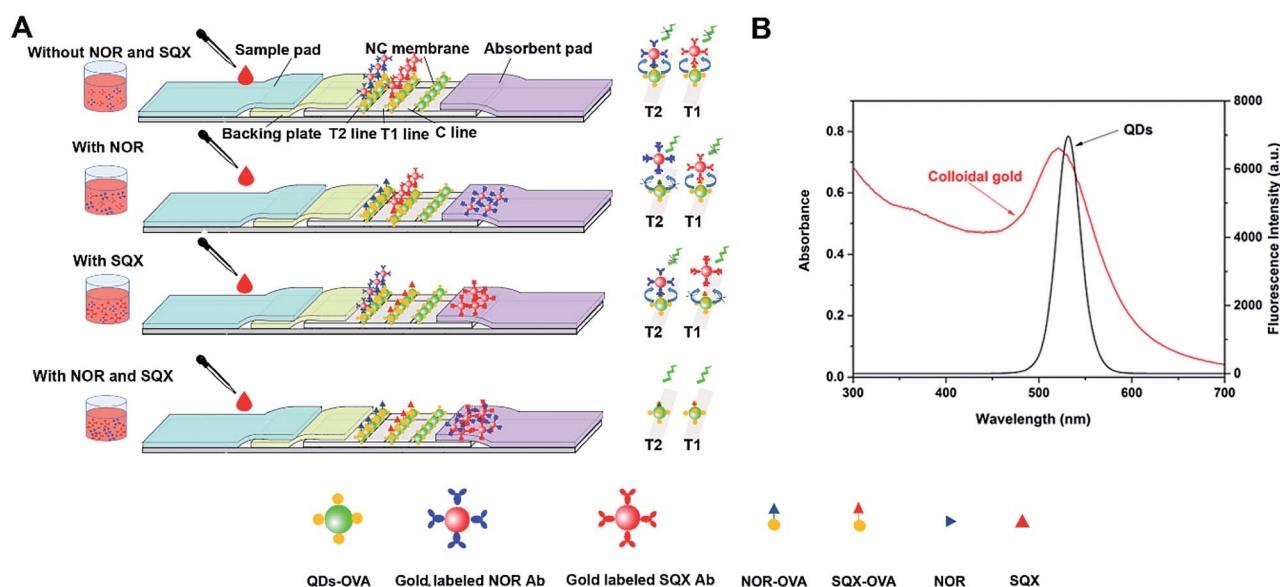 A
Without NOR and SQX
Sample pad
NC membrane
Absorbent pad
Backing plate
T2 line
T1 line
C line
T2
T1
With NOR
T2
T1
With SQX
T2
T1
With NOR and SQX
T2
T1
B
0.8
0.6
0.4
0.2
0.0
Absorbance
300
400
500
600
700
Wavelength (nm)
8000
6000
4000
2000
0
Fluorescence Intensity (a.u.)
QDs
Colloidal gold
QDs-OVA
Gold labeled NOR Ab
Gold labeled SQX Ab
NOR-OVA
SQX-OVA
NOR
SQX